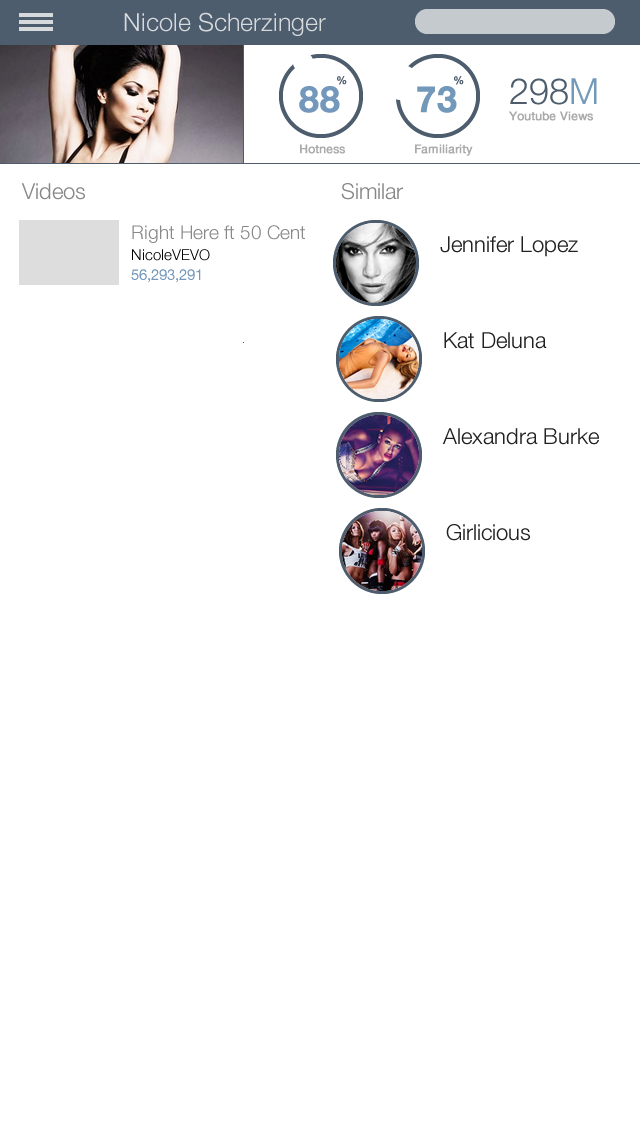 Nicole Scherzinger
88%
Hotness
73%
Familiarity
298M
Youtube Views
Videos
Right Here ft 50 Cent
NicoleVEVO
56,293,291
Similar
Jennifer Lopez
Kat Deluna
Alexandra Burke
Girlicious